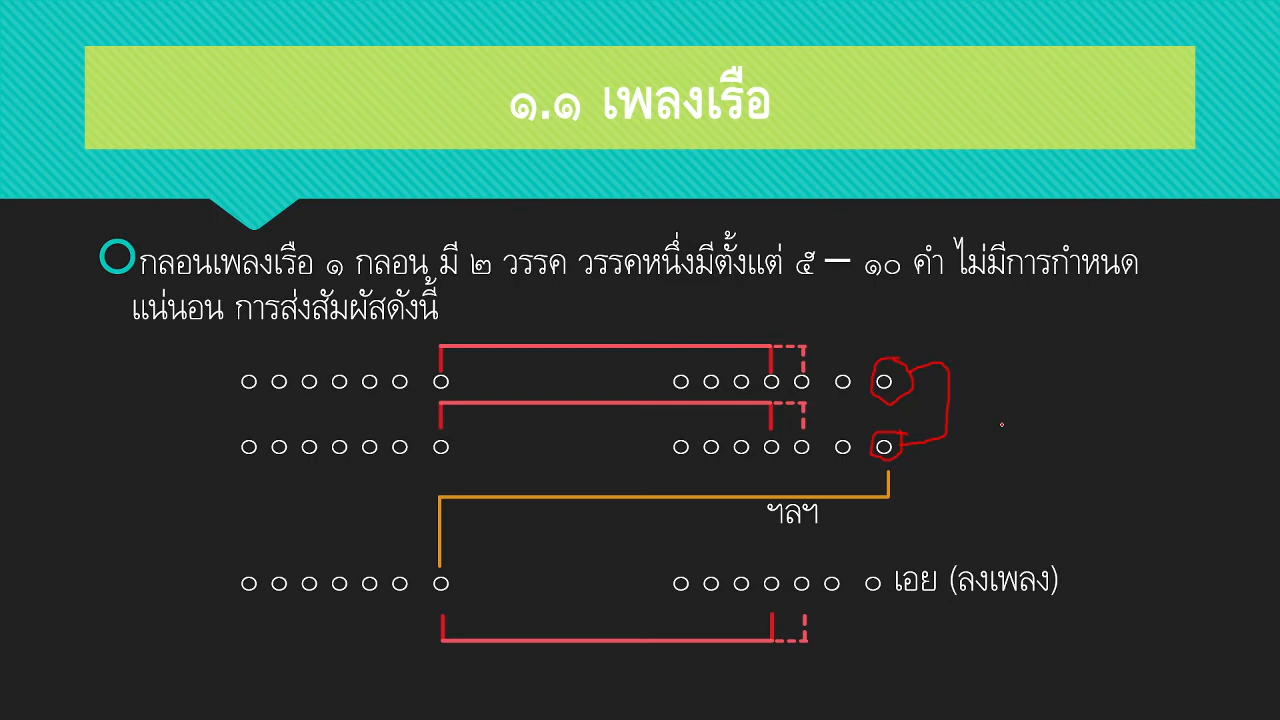 ๑.๑ เพลงเรือ
กลอนเพลงเรือ ๑ กลอน มี ๒ วรรค วรรคหนึ่งมีตั้งแต่ ๕ – ๑๐ คำ ไม่มีการกำหนด
แน่นอน การส่งสัมผัสดังนี้
ฯลฯ
เอย (ลงเพลง)